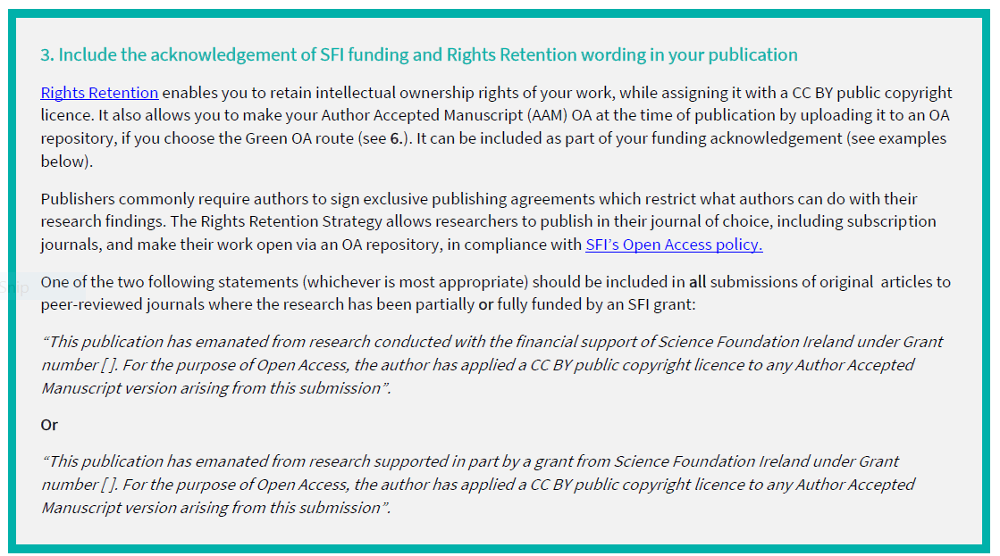 3. Include the acknowledgement of SFI funding and Rights Retention wording in your publication
Rights Retention enables you to retain intellectual ownership rights of your work, while assigning it with a CC BY public copyright
licence. It also allows you to make your Author Accepted Manuscript (AAM) OA at the time of publication by uploading it to an OA
repository, if you choose the Green OA route (see 6.). It can be included as part of your funding acknowledgement (see examples
below).
Publishers commonly require authors to sign exclusive publishing agreements which restrict what authors can do with their
research findings. The Rights Retention Strategy allows researchers to publish in their journal of choice, including subscription
journals, and make their work open via an OA repository, in compliance with SFI’s Open Access policy.
Snip
One of the two following statements (whichever is most appropriate) should be included in all submissions of original articles to
peer-reviewed journals where the research has been partially or fully funded by an SFI grant:
“This publication has emanated from research conducted with the financial support of Science Foundation Ireland under Grant
number [ ]. For the purpose of Open Access, the author has applied a CC BY public copyright licence to any Author Accepted
Manuscript version arising from this submission”.
Or
“This publication has emanated from research supported in part by a grant from Science Foundation Ireland under Grant
number [ ]. For the purpose of Open Access, the author has applied a CC BY public copyright licence to any Author Accepted
Manuscript version arising from this submission”.